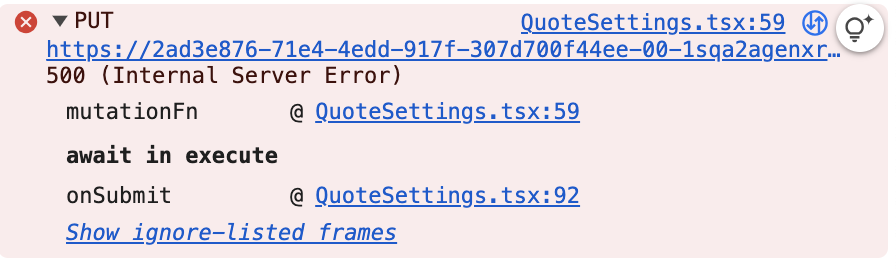 ▼ PUT QuoteSettings.tsx:59
https://2ad3e876-71e4-4edd-917f-307d700f44ee-00-1sqa2agenxr…
500 (Internal Server Error)
mutationFn @ QuoteSettings.tsx:59
await in execute
onSubmit @ QuoteSettings.tsx:92
Show ignore-listed frames